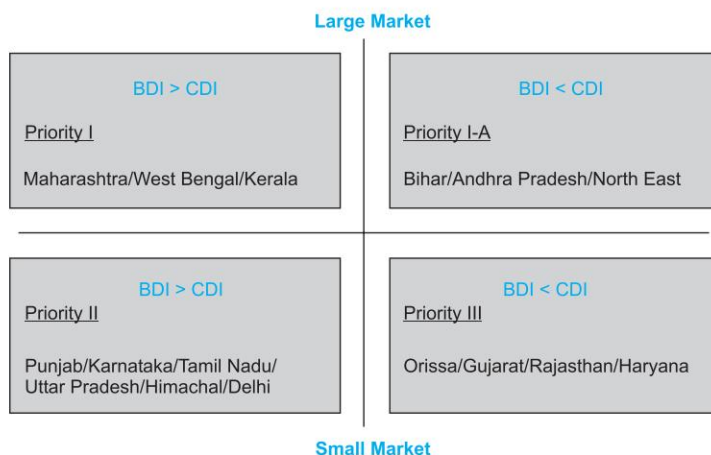 Large Market
BDI > CDI
Priority I
Maharashtra/West Bengal/Kerala
BDI < CDI
Priority I-A
Bihar/Andhra Pradesh/North East
BDI > CDI
Priority II
Punjab/Karnataka/Tamil Nadu/
Uttar Pradesh/Himachal/Delhi
BDI < CDI
Priority III
Orissa/Gujarat/Rajasthan/Haryana
Small Market